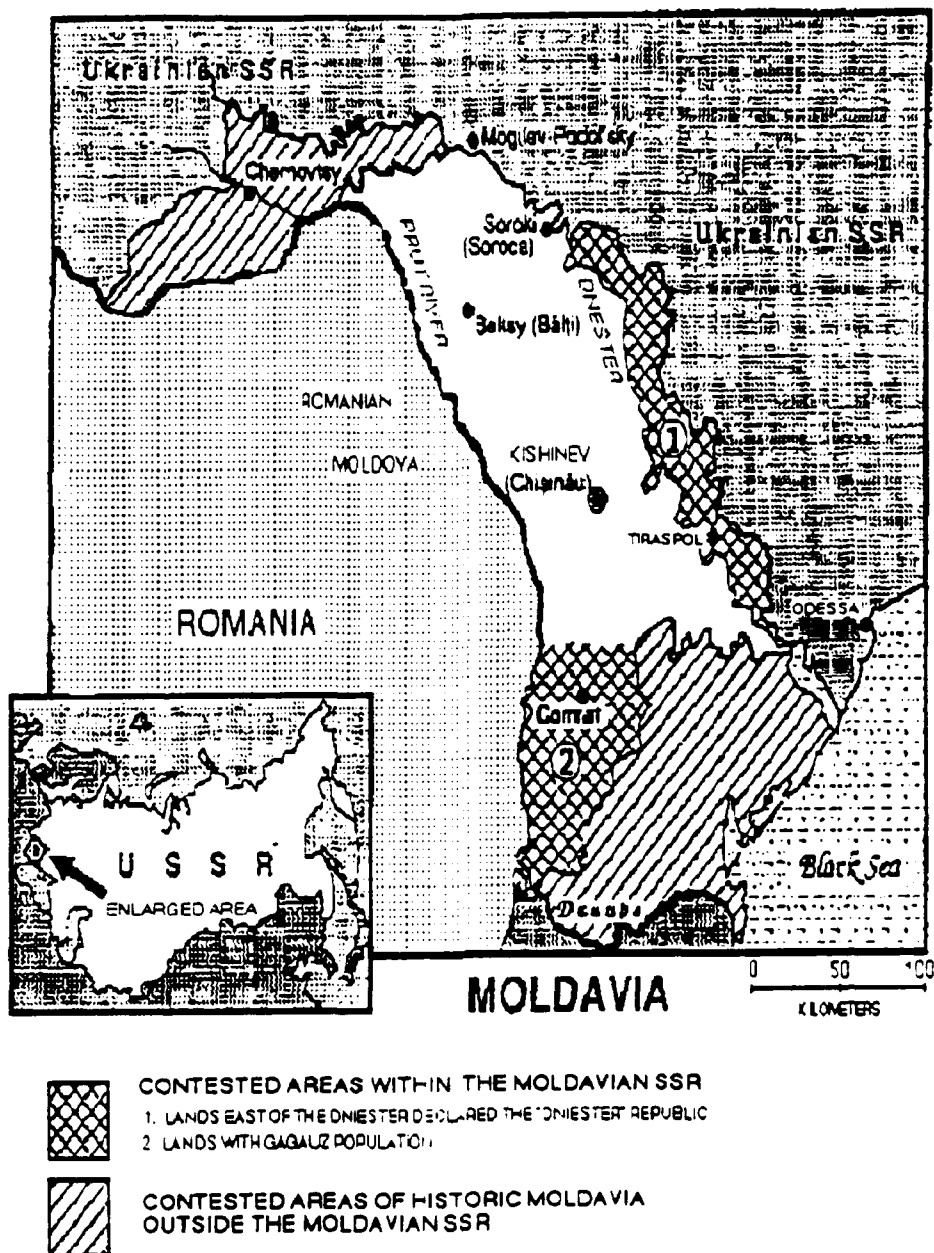 Ukrainian SSR
Mogilev-Podol'sky
Chernovtsy
Soroki
(Soroca)
Ukrainian SSR
PRUT RIVER
DNIESTER
(Bălți)
ROMANIAN
MOLDOVA
1
KISHINEV
(Chișinău)
TIRASPOL
ROMANIA
ODESSA
Comrat
2
USSR
ENLARGED AREA
Black Sea
Danube
MOLDAVIA
0 50 100
KILOMETERS
CONTESTED AREAS WITHIN THE MOLDAVIAN SSR
1. LANDS EAST OF THE DNIESTER DECLARED THE "DNIESTER" REPUBLIC
2 LANDS WITH GAGAUZ POPULATION
CONTESTED AREAS OF HISTORIC MOLDAVIA
OUTSIDE THE MOLDAVIAN SSR